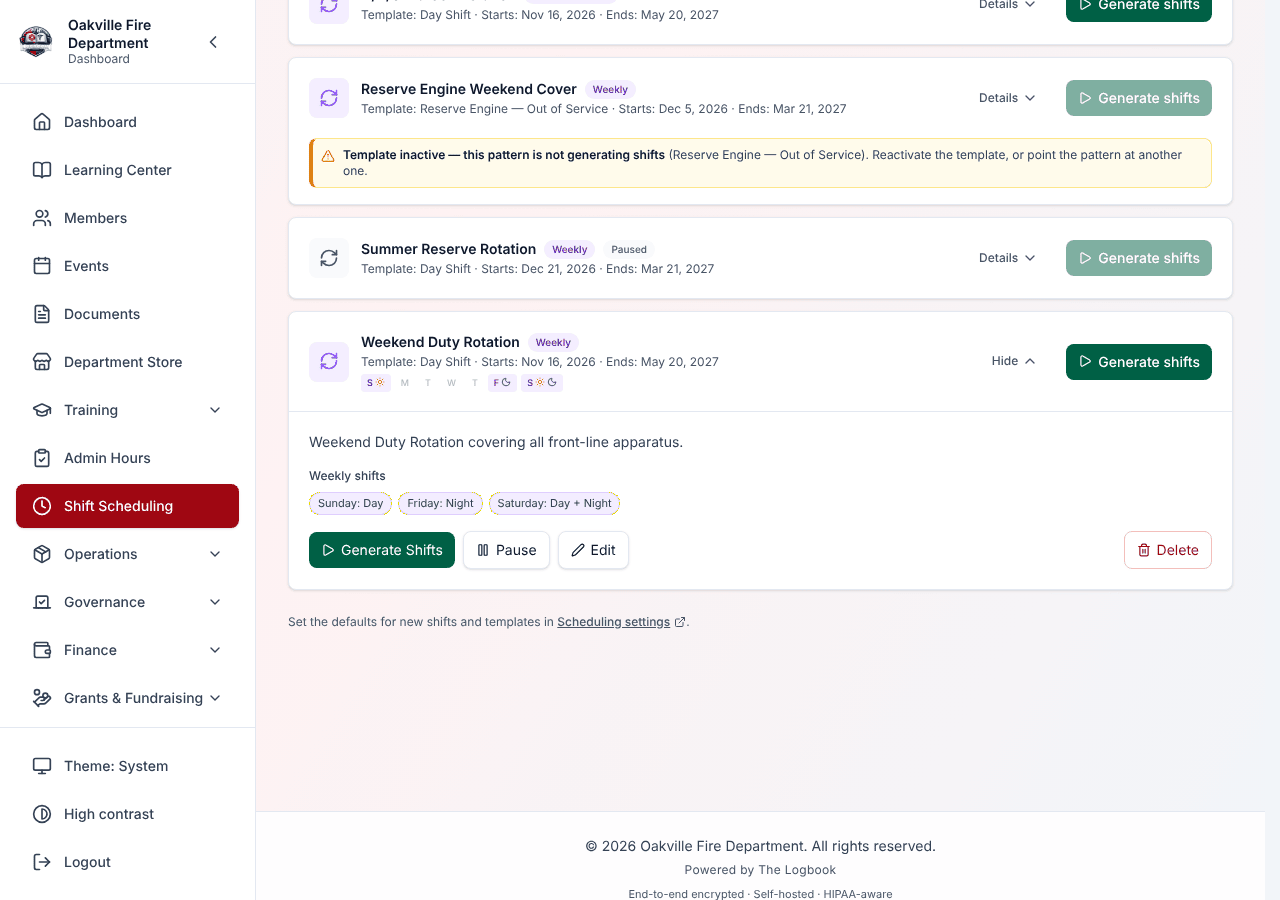 Oakville Fire
Department
Dashboard
Dashboard
Learning Center
Members
Events
Documents
Department Store
Training
Admin Hours
Shift Scheduling
Operations
Governance
Finance
Grants & Fundraising
Theme: System
High contrast
Logout
Template: Day Shift · Starts: Nov 16, 2026 · Ends: May 20, 2027
Details
Generate shifts
Reserve Engine Weekend Cover Weekly
Template: Reserve Engine — Out of Service · Starts: Dec 5, 2026 · Ends: Mar 21, 2027
Details
Generate shifts
Template inactive — this pattern is not generating shifts (Reserve Engine — Out of Service). Reactivate the template, or point the pattern at another
one.
Summer Reserve Rotation Weekly Paused
Template: Day Shift · Starts: Dec 21, 2026 · Ends: Mar 21, 2027
Details
Generate shifts
Weekend Duty Rotation Weekly
Template: Day Shift · Starts: Nov 16, 2026 · Ends: May 20, 2027
S M T W T F S
Hide
Generate shifts
Weekend Duty Rotation covering all front-line apparatus.
Weekly shifts
Sunday: Day Friday: Night Saturday: Day + Night
Generate Shifts Pause Edit Delete
Set the defaults for new shifts and templates in Scheduling settings.
© 2026 Oakville Fire Department. All rights reserved.
Powered by The Logbook
End-to-end encrypted · Self-hosted · HIPAA-aware